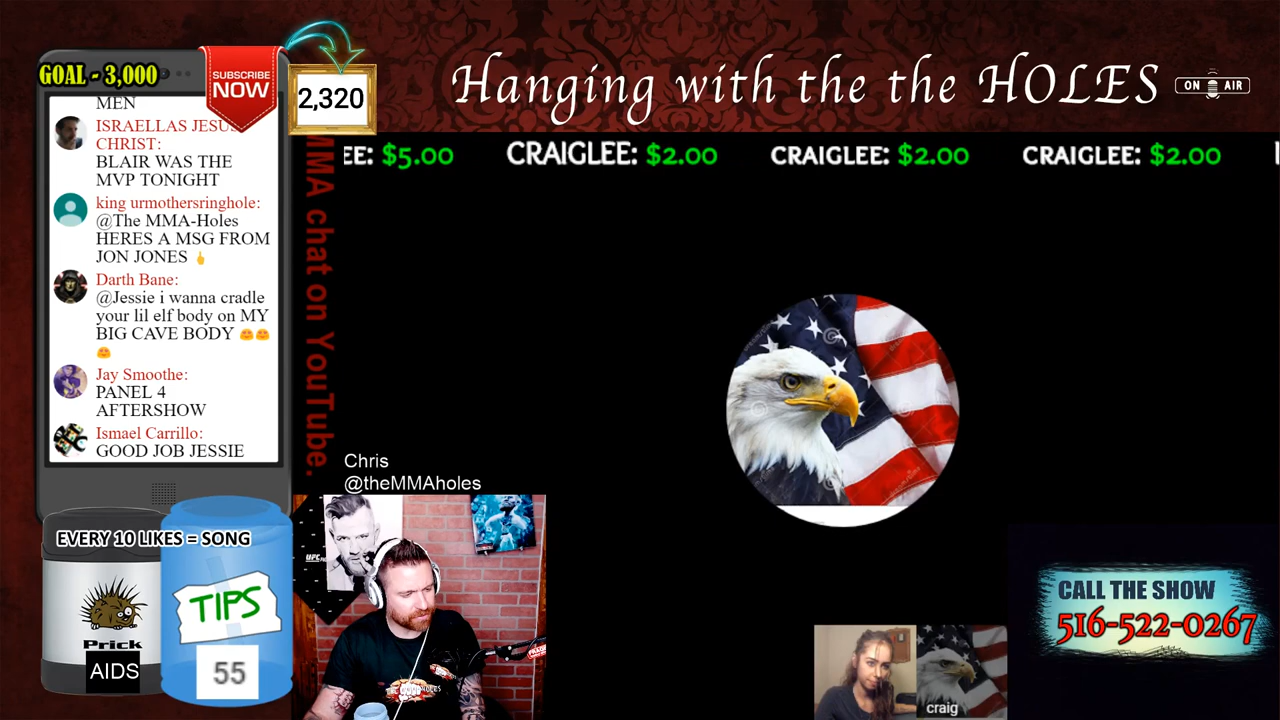 GOAL - 3,000
SUBSCRIBE
NOW
2,320
Hanging with the the HOLES
ON AIR
EE: $5.00
CRAIGLEE: $2.00
CRAIGLEE: $2.00
CRAIGLEE: $2.00
MEN
ISRAELLAS JESUS
CHRIST:
BLAIR WAS THE
MVP TONIGHT
king urmothersringhole:
@The MMA-Holes
HERES A MSG FROM
JON JONES 🖕
Darth Bane:
@Jessie i wanna cradle
your lil elf body on MY
BIG CAVE BODY 🤗🤗
🤗
Jay Smoothe:
PANEL 4
AFTERSHOW
Ismael Carrillo:
GOOD JOB JESSIE
MMA chat on YouTube.
Chris
@theMMAholes
EVERY 10 LIKES = SONG
Prick
AIDS
TIPS
55
UFC
CALL THE SHOW
516-522-0267
craig